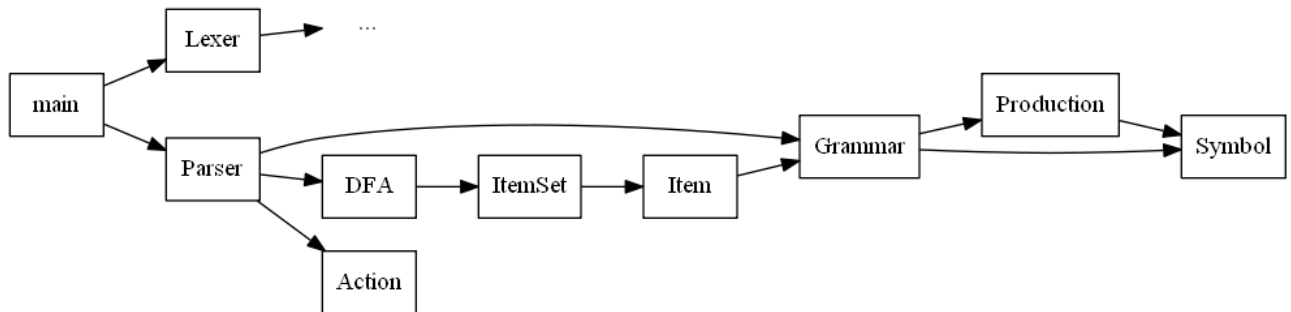 main
Lexer
...
Parser
DFA
ItemSet
Item
Action
Grammar
Production
Symbol